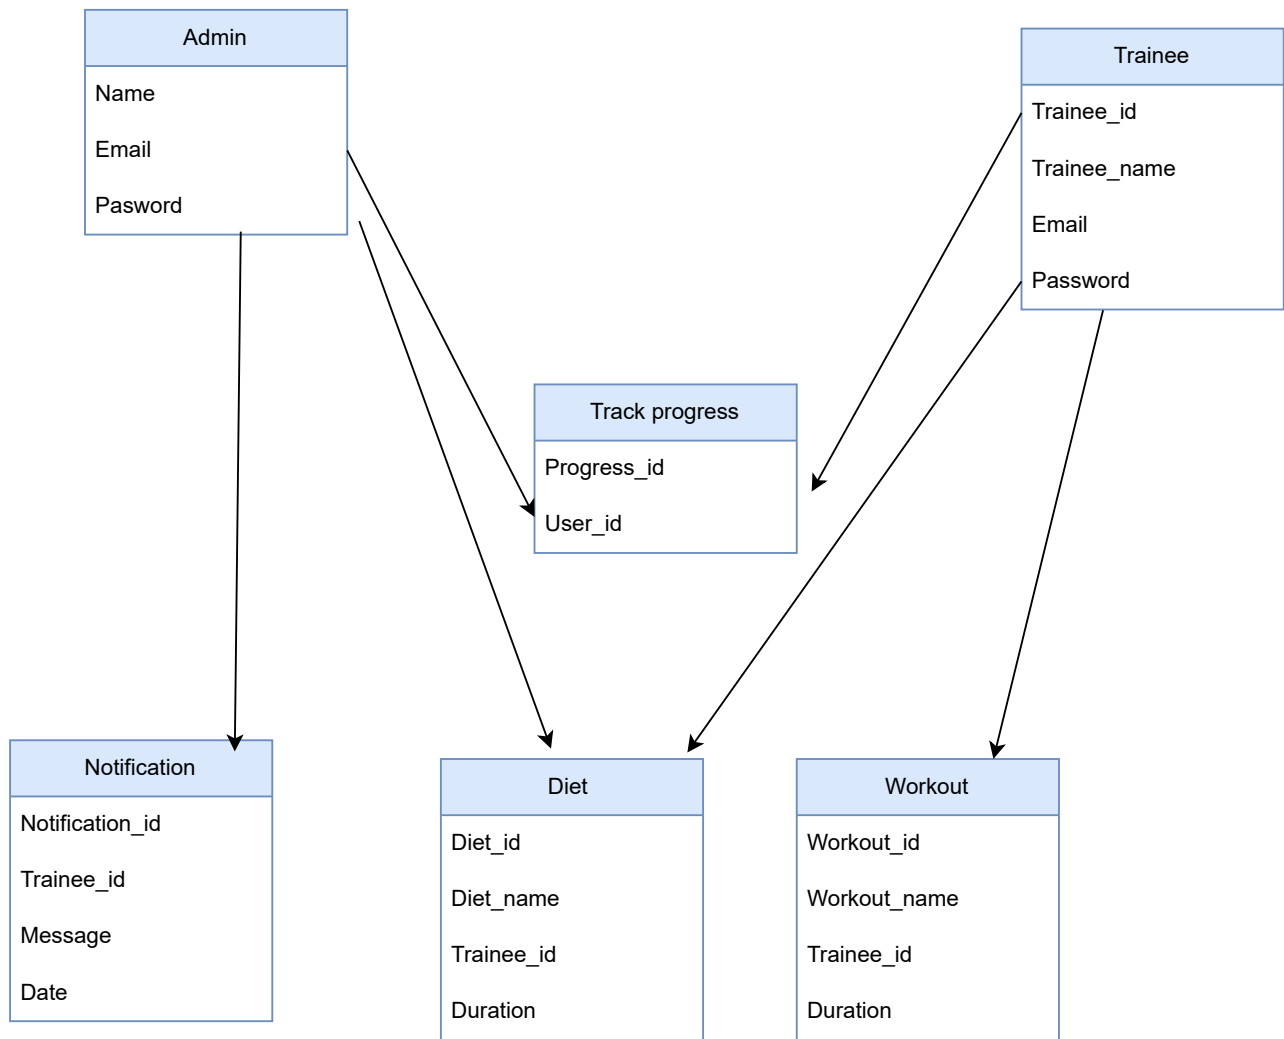 Admin
Name
Email
Pasword
Trainee
Trainee_id
Trainee_name
Email
Password
Track progress
Progress_id
User_id
Notification
Notification_id
Trainee_id
Message
Date
Diet
Diet_id
Diet_name
Trainee_id
Duration
Workout
Workout_id
Workout_name
Trainee_id
Duration